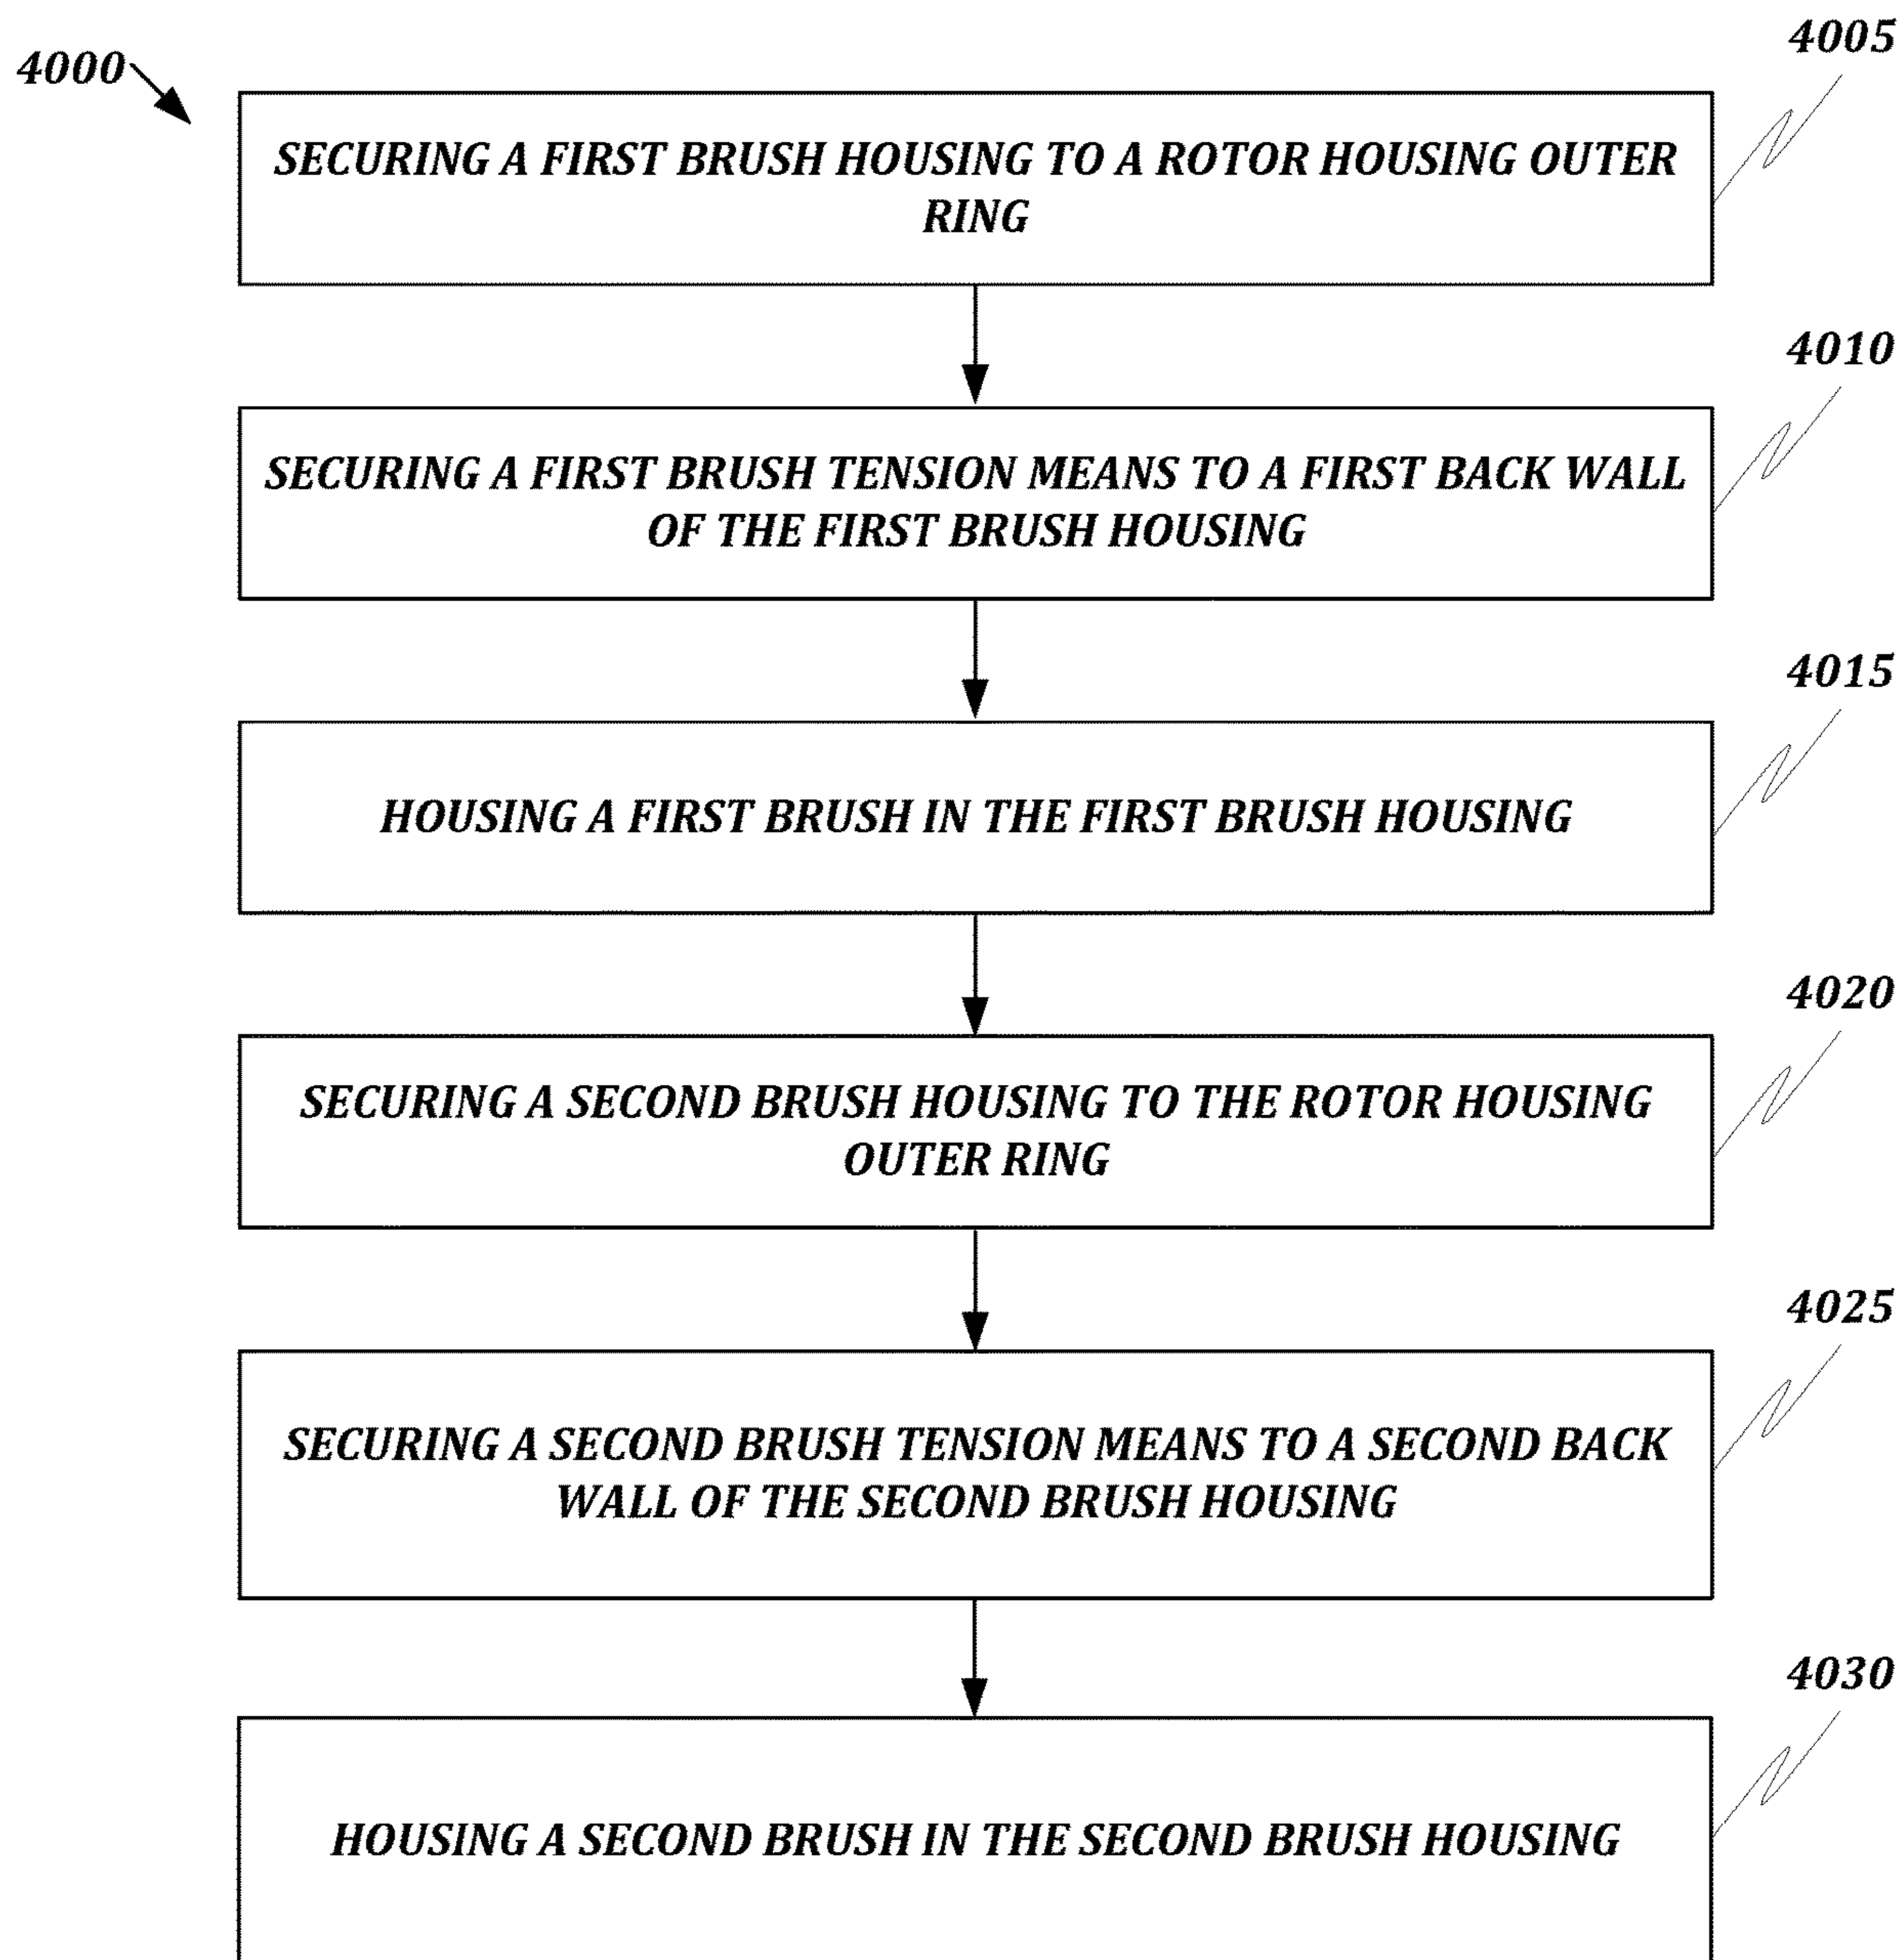 4000
4005
SECURING A FIRST BRUSH HOUSING TO A ROTOR HOUSING OUTER
RING
4010
SECURING A FIRST BRUSH TENSION MEANS TO A FIRST BACK WALL
OF THE FIRST BRUSH HOUSING
4015
HOUSING A FIRST BRUSH IN THE FIRST BRUSH HOUSING
4020
SECURING A SECOND BRUSH HOUSING TO THE ROTOR HOUSING
OUTER RING
4025
SECURING A SECOND BRUSH TENSION MEANS TO A SECOND BACK
WALL OF THE SECOND BRUSH HOUSING
4030
HOUSING A SECOND BRUSH IN THE SECOND BRUSH HOUSING